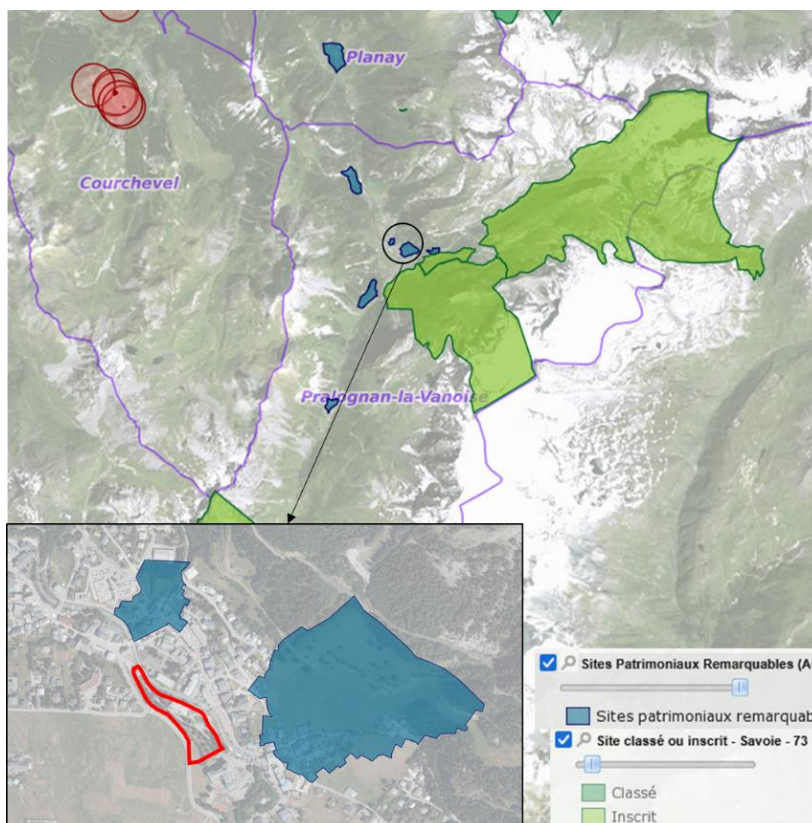 Planay
Courchevel
Pralognan-la-Vanoise
Sites Patrimoniaux Remarquables (A
Sites patrimoniaux remarquab
Site classé ou inscrit - Savoie - 73
Classé
Inscrit